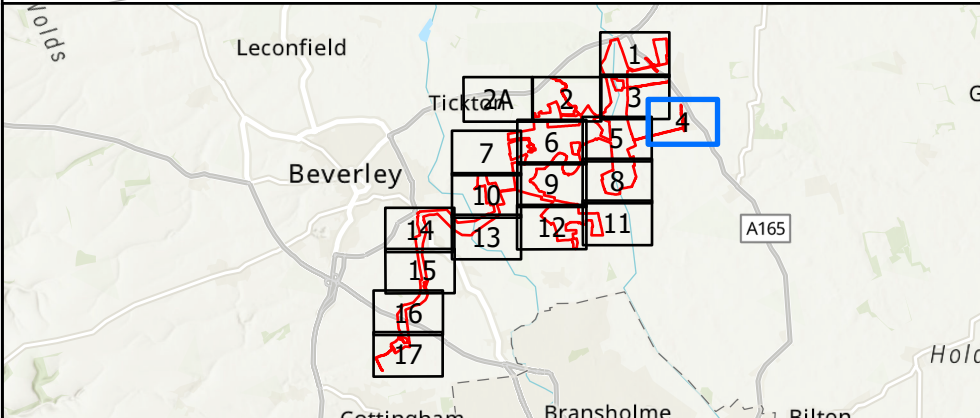 Wolds
Leconfield
1
Tickton
2A
2
3
G
4
5
6
7
Beverley
8
9
10
11
12
13
14
A165
15
16
17
Hold
Cottingham
Bransholme
Bilton